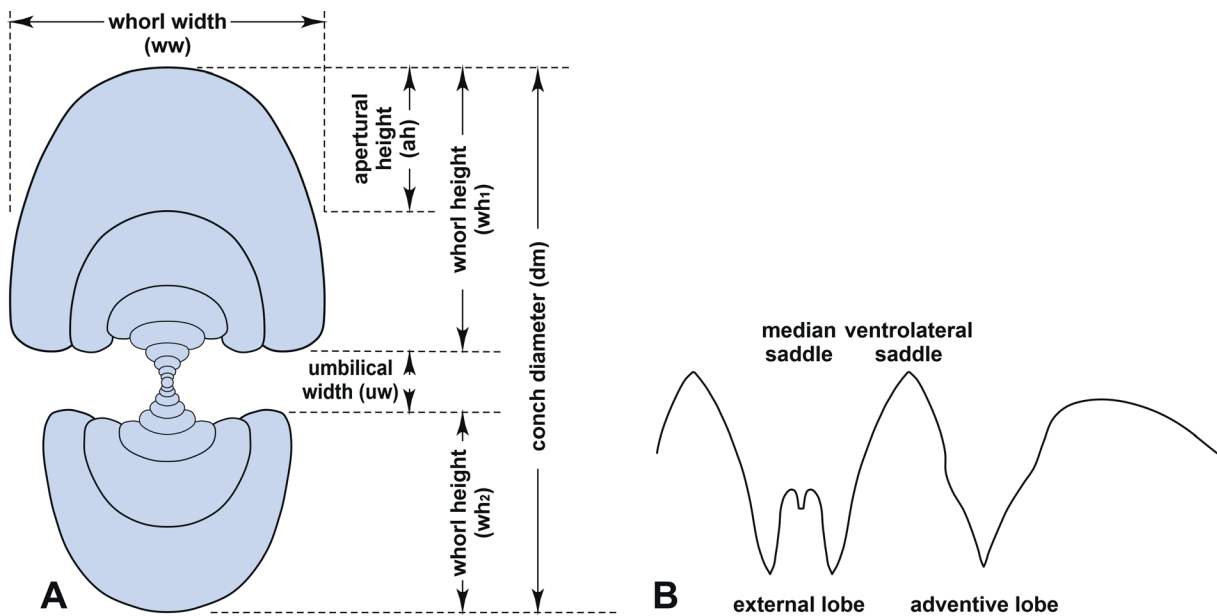 whorl width
(ww)
apertural
height
(ah)
whorl height
(wh1)
conch diameter (dm)
umbilical
width (uw)
whorl height
(wh2)
A
median
saddle
ventrolateral
saddle
external lobe
adventive lobe
B